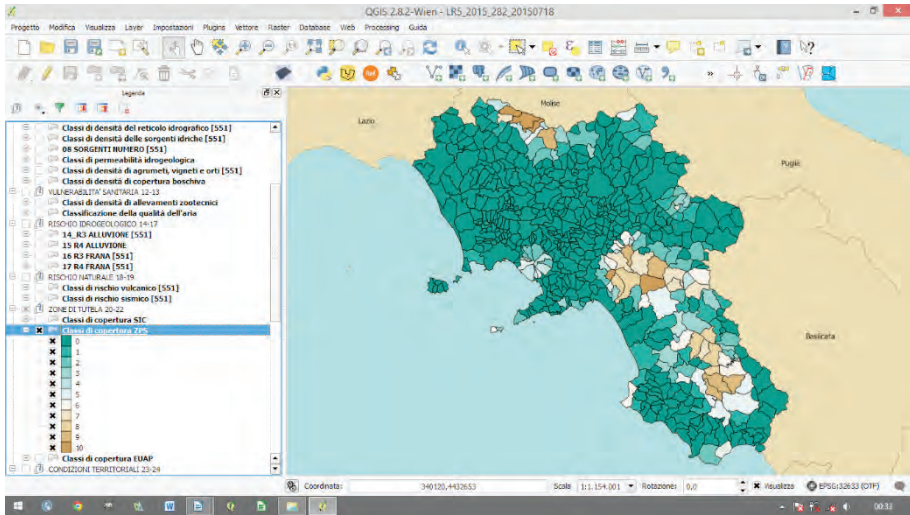 QGIS 2.8.2-Wien - LR5_2015_282_20150718
Progetto Modifica Visualizza Layer Impostazioni Plugins Vettore Raster Database Web Processing Guida
Legenda
Classi di densità del reticolo idrografico [551]
Classi di densità delle sorgenti idriche [551]
08 SORGENTI NUMERO [551]
Classi di permeabilità idrogeologica
Classi di densità di agrumeti, vigneti e orti [551]
Classi di densità di copertura boschiva
VULNERABILITA' SANITARIA 12-13
Classi di densità di allevamenti zootecnici
Classificazione della qualità dell'aria
RISCHIO IDROGEOLOGICO 14-17
14_R3 ALLUVIONE [551]
15 R4 ALLUVIONE
16 R3 FRANA [551]
17 R4 FRANA [551]
RISCHIO NATURALE 18-19
Classi di rischio vulcanico [551]
Classi di rischio sismico [551]
ZONE DI TUTELA 20-22
Classi di copertura SIC
Classi di copertura ZPS
0
1
2
3
4
5
6
7
8
9
10
Classi di copertura EUAP
CONDIZIONI TERRITORIALI 23-24
Lazio
Molise
Puglia
Basilicata
Coordinata: 340120,4432653 Scala 1:1.154.001 Rotazione: 0,0 Visualizza EPSG:32633 (OTF)
00:33